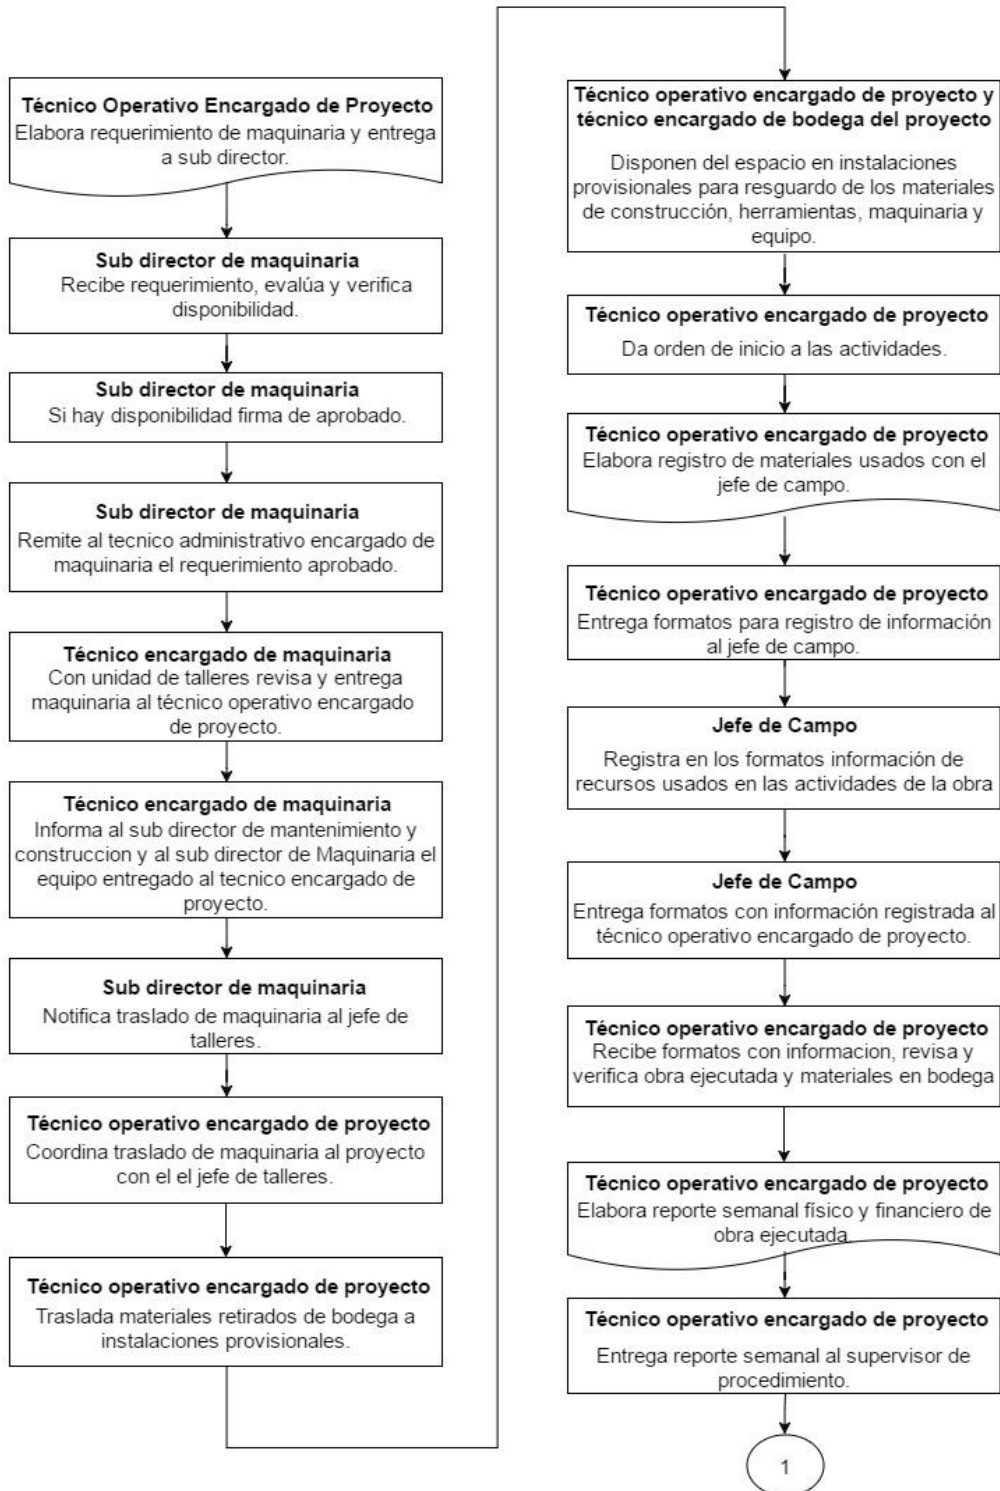 Técnico Operativo Encargado de Proyecto
Elabora requerimiento de maquinaria y entrega
a sub director.
Sub director de maquinaria
Recibe requerimiento, evalúa y verifica
disponibilidad.
Sub director de maquinaria
Si hay disponibilidad firma de aprobado.
Sub director de maquinaria
Remite al tecnico administrativo encargado de
maquinaria el requerimiento aprobado.
Técnico encargado de maquinaria
Con unidad de talleres revisa y entrega
maquinaria al técnico operativo encargado
de proyecto.
Técnico encargado de maquinaria
Informa al sub director de mantenimiento y
construccion y al sub director de Maquinaria el
equipo entregado al tecnico encargado de
proyecto.
Sub director de maquinaria
Notifica traslado de maquinaria al jefe de
talleres.
Técnico operativo encargado de proyecto
Coordina traslado de maquinaria al proyecto
con el el jefe de talleres.
Técnico operativo encargado de proyecto
Traslada materiales retirados de bodega a
instalaciones provisionales.
Técnico operativo encargado de proyecto y
técnico encargado de bodega del proyecto
Disponen del espacio en instalaciones
provisionales para resguardo de los materiales
de construcción, herramientas, maquinaria y
equipo.
Técnico operativo encargado de proyecto
Da orden de inicio a las actividades.
Técnico operativo encargado de proyecto
Elabora registro de materiales usados con el
jefe de campo.
Técnico operativo encargado de proyecto
Entrega formatos para registro de información
al jefe de campo.
Jefe de Campo
Registra en los formatos información de
recursos usados en las actividades de la obra
Jefe de Campo
Entrega formatos con información registrada al
técnico operativo encargado de proyecto.
Técnico operativo encargado de proyecto
Recibe formatos con informacion, revisa y
verifica obra ejecutada y materiales en bodega
Técnico operativo encargado de proyecto
Elabora reporte semanal físico y financiero de
obra ejecutada.
Técnico operativo encargado de proyecto
Entrega reporte semanal al supervisor de
procedimiento.
1